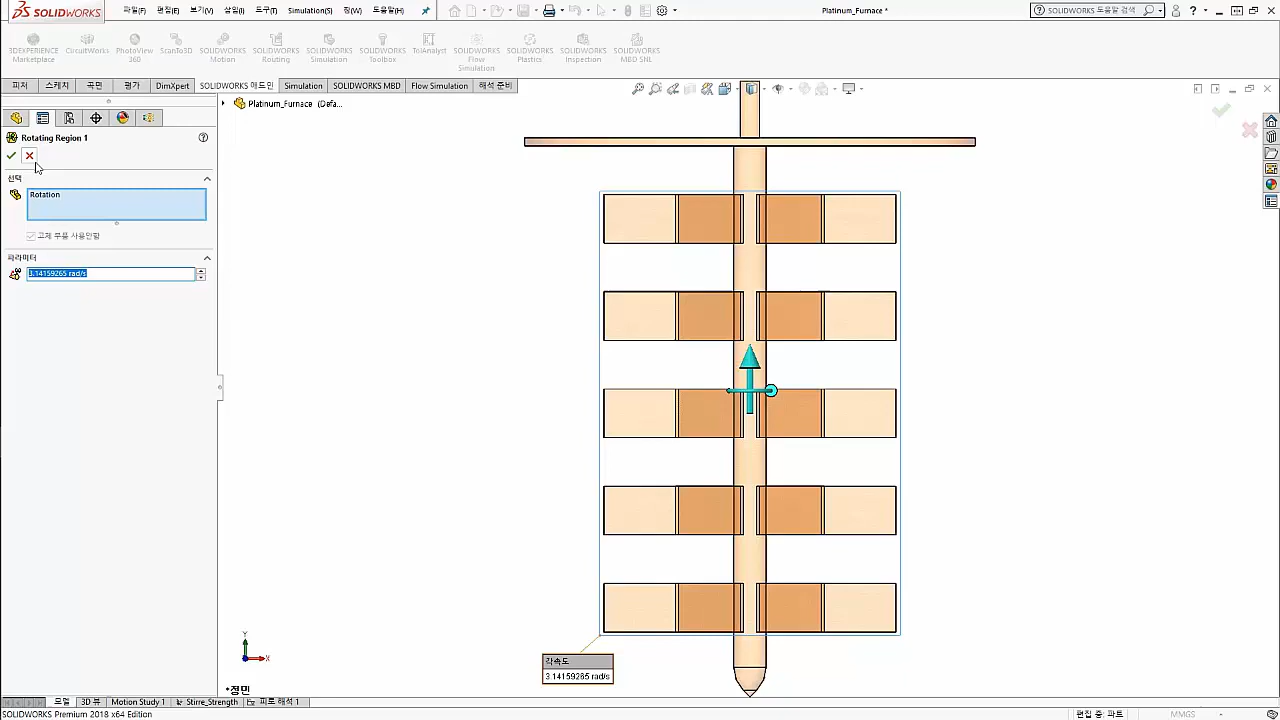 SOLIDWORKS
파일(F) 편집(E) 보기(V) 삽입(I) 도구(T) Simulation(S) 창(W) 도움말(H)
Platinum_Furnace *
SOLIDWORKS 도움말 검색
3DEXPERIENCE Marketplace
CircuitWorks
PhotoView 360
ScanTo3D
SOLIDWORKS Motion
SOLIDWORKS Routing
SOLIDWORKS Simulation
SOLIDWORKS Toolbox
TolAnalyst
SOLIDWORKS Flow Simulation
SOLIDWORKS Plastics
SOLIDWORKS Inspection
SOLIDWORKS MBD SNL
피처 스케치 곡면 평가 DimXpert SOLIDWORKS 애드인 Simulation SOLIDWORKS MBD Flow Simulation 해석 준비
Platinum_Furnace (Defa...
Rotating Region 1
선택
Rotation
고체 부품 사용안함
파라미터
3.14159265 rad/s
각속도
3.14159265 rad/s
Y
X
*정면
모델 3D 뷰 Motion Study 1 Stirre_Strength 피로 해석 1
SOLIDWORKS Premium 2018 x64 Edition
편집 중: 파트
MMGS